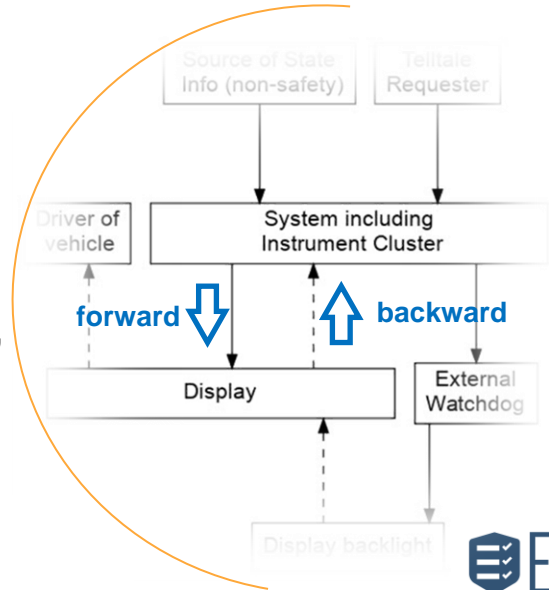 Source of State
Info (non-safety)
Telltale
Requester
Driver of
vehicle
System including
Instrument Cluster
forward
backward
Display
External
Watchdog
Display backlight